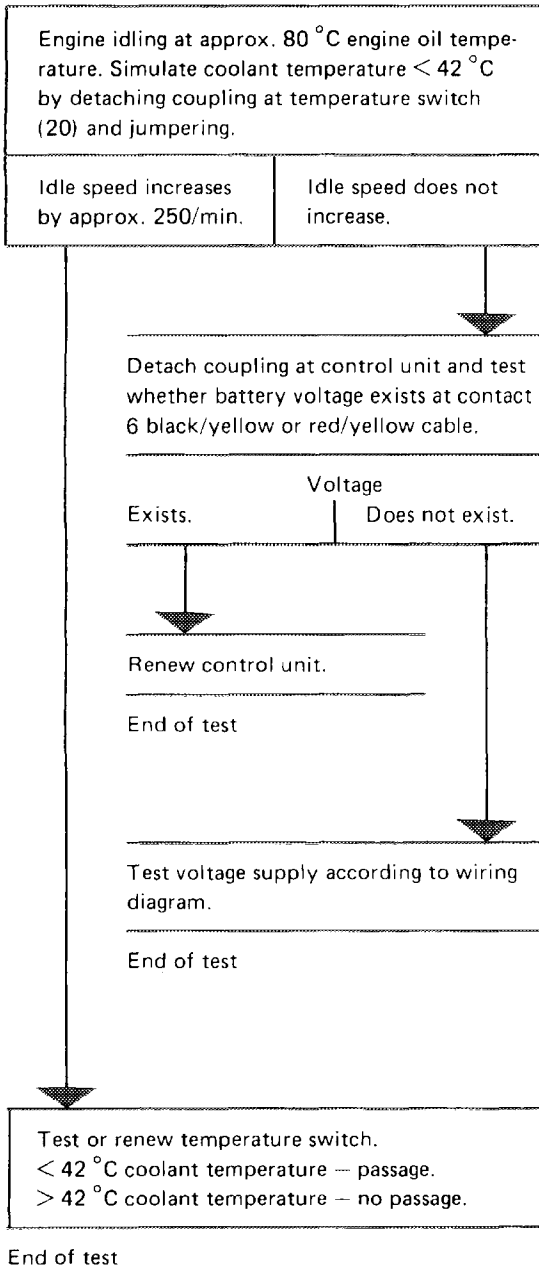 Engine idling at approx. 80 °C engine oil tempe-
rature. Simulate coolant temperature < 42 °C
by detaching coupling at temperature switch
(20) and jumpering.
Idle speed increases
by approx. 250/min.
Idle speed does not
increase.
Detach coupling at control unit and test
whether battery voltage exists at contact
6 black/yellow or red/yellow cable.
Voltage
Exists.
Does not exist.
Renew control unit.
End of test
Test voltage supply according to wiring
diagram.
End of test
Test or renew temperature switch.
< 42 °C coolant temperature – passage.
> 42 °C coolant temperature – no passage.
End of test